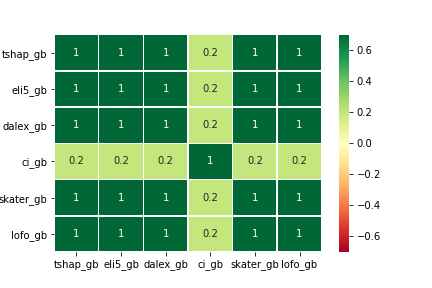 tshap_gb 1 1 1 0.2 1 1
eli5_gb 1 1 1 0.2 1 1
dalex_gb 1 1 1 0.2 1 1
ci_gb 0.2 0.2 0.2 1 0.2 0.2
skater_gb 1 1 1 0.2 1 1
lofo_gb 1 1 1 0.2 1 1
tshap_gb eli5_gb dalex_gb ci_gb skater_gb lofo_gb
0.6
0.4
0.2
0.0
−0.2
−0.4
−0.6